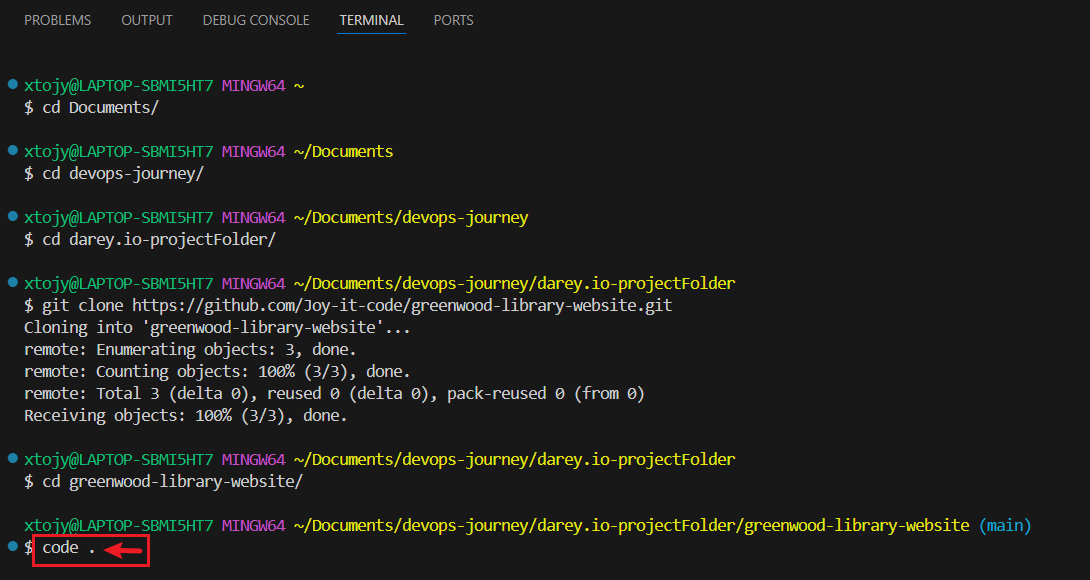 PROBLEMS OUTPUT DEBUG CONSOLE TERMINAL PORTS
xtojy@LAPTOP-SBMI5HT7 MINGW64 ~
$ cd Documents/
xtojy@LAPTOP-SBMI5HT7 MINGW64 ~/Documents
$ cd devops-journey/
xtojy@LAPTOP-SBMI5HT7 MINGW64 ~/Documents/devops-journey
$ cd darey.io-projectFolder/
xtojy@LAPTOP-SBMI5HT7 MINGW64 ~/Documents/devops-journey/darey.io-projectFolder
$ git clone https://github.com/Joy-it-code/greenwood-library-website.git
Cloning into 'greenwood-library-website'...
remote: Enumerating objects: 3, done.
remote: Counting objects: 100% (3/3), done.
remote: Total 3 (delta 0), reused 0 (delta 0), pack-reused 0 (from 0)
Receiving objects: 100% (3/3), done.
xtojy@LAPTOP-SBMI5HT7 MINGW64 ~/Documents/devops-journey/darey.io-projectFolder
$ cd greenwood-library-website/
xtojy@LAPTOP-SBMI5HT7 MINGW64 ~/Documents/devops-journey/darey.io-projectFolder/greenwood-library-website (main)
$ code .